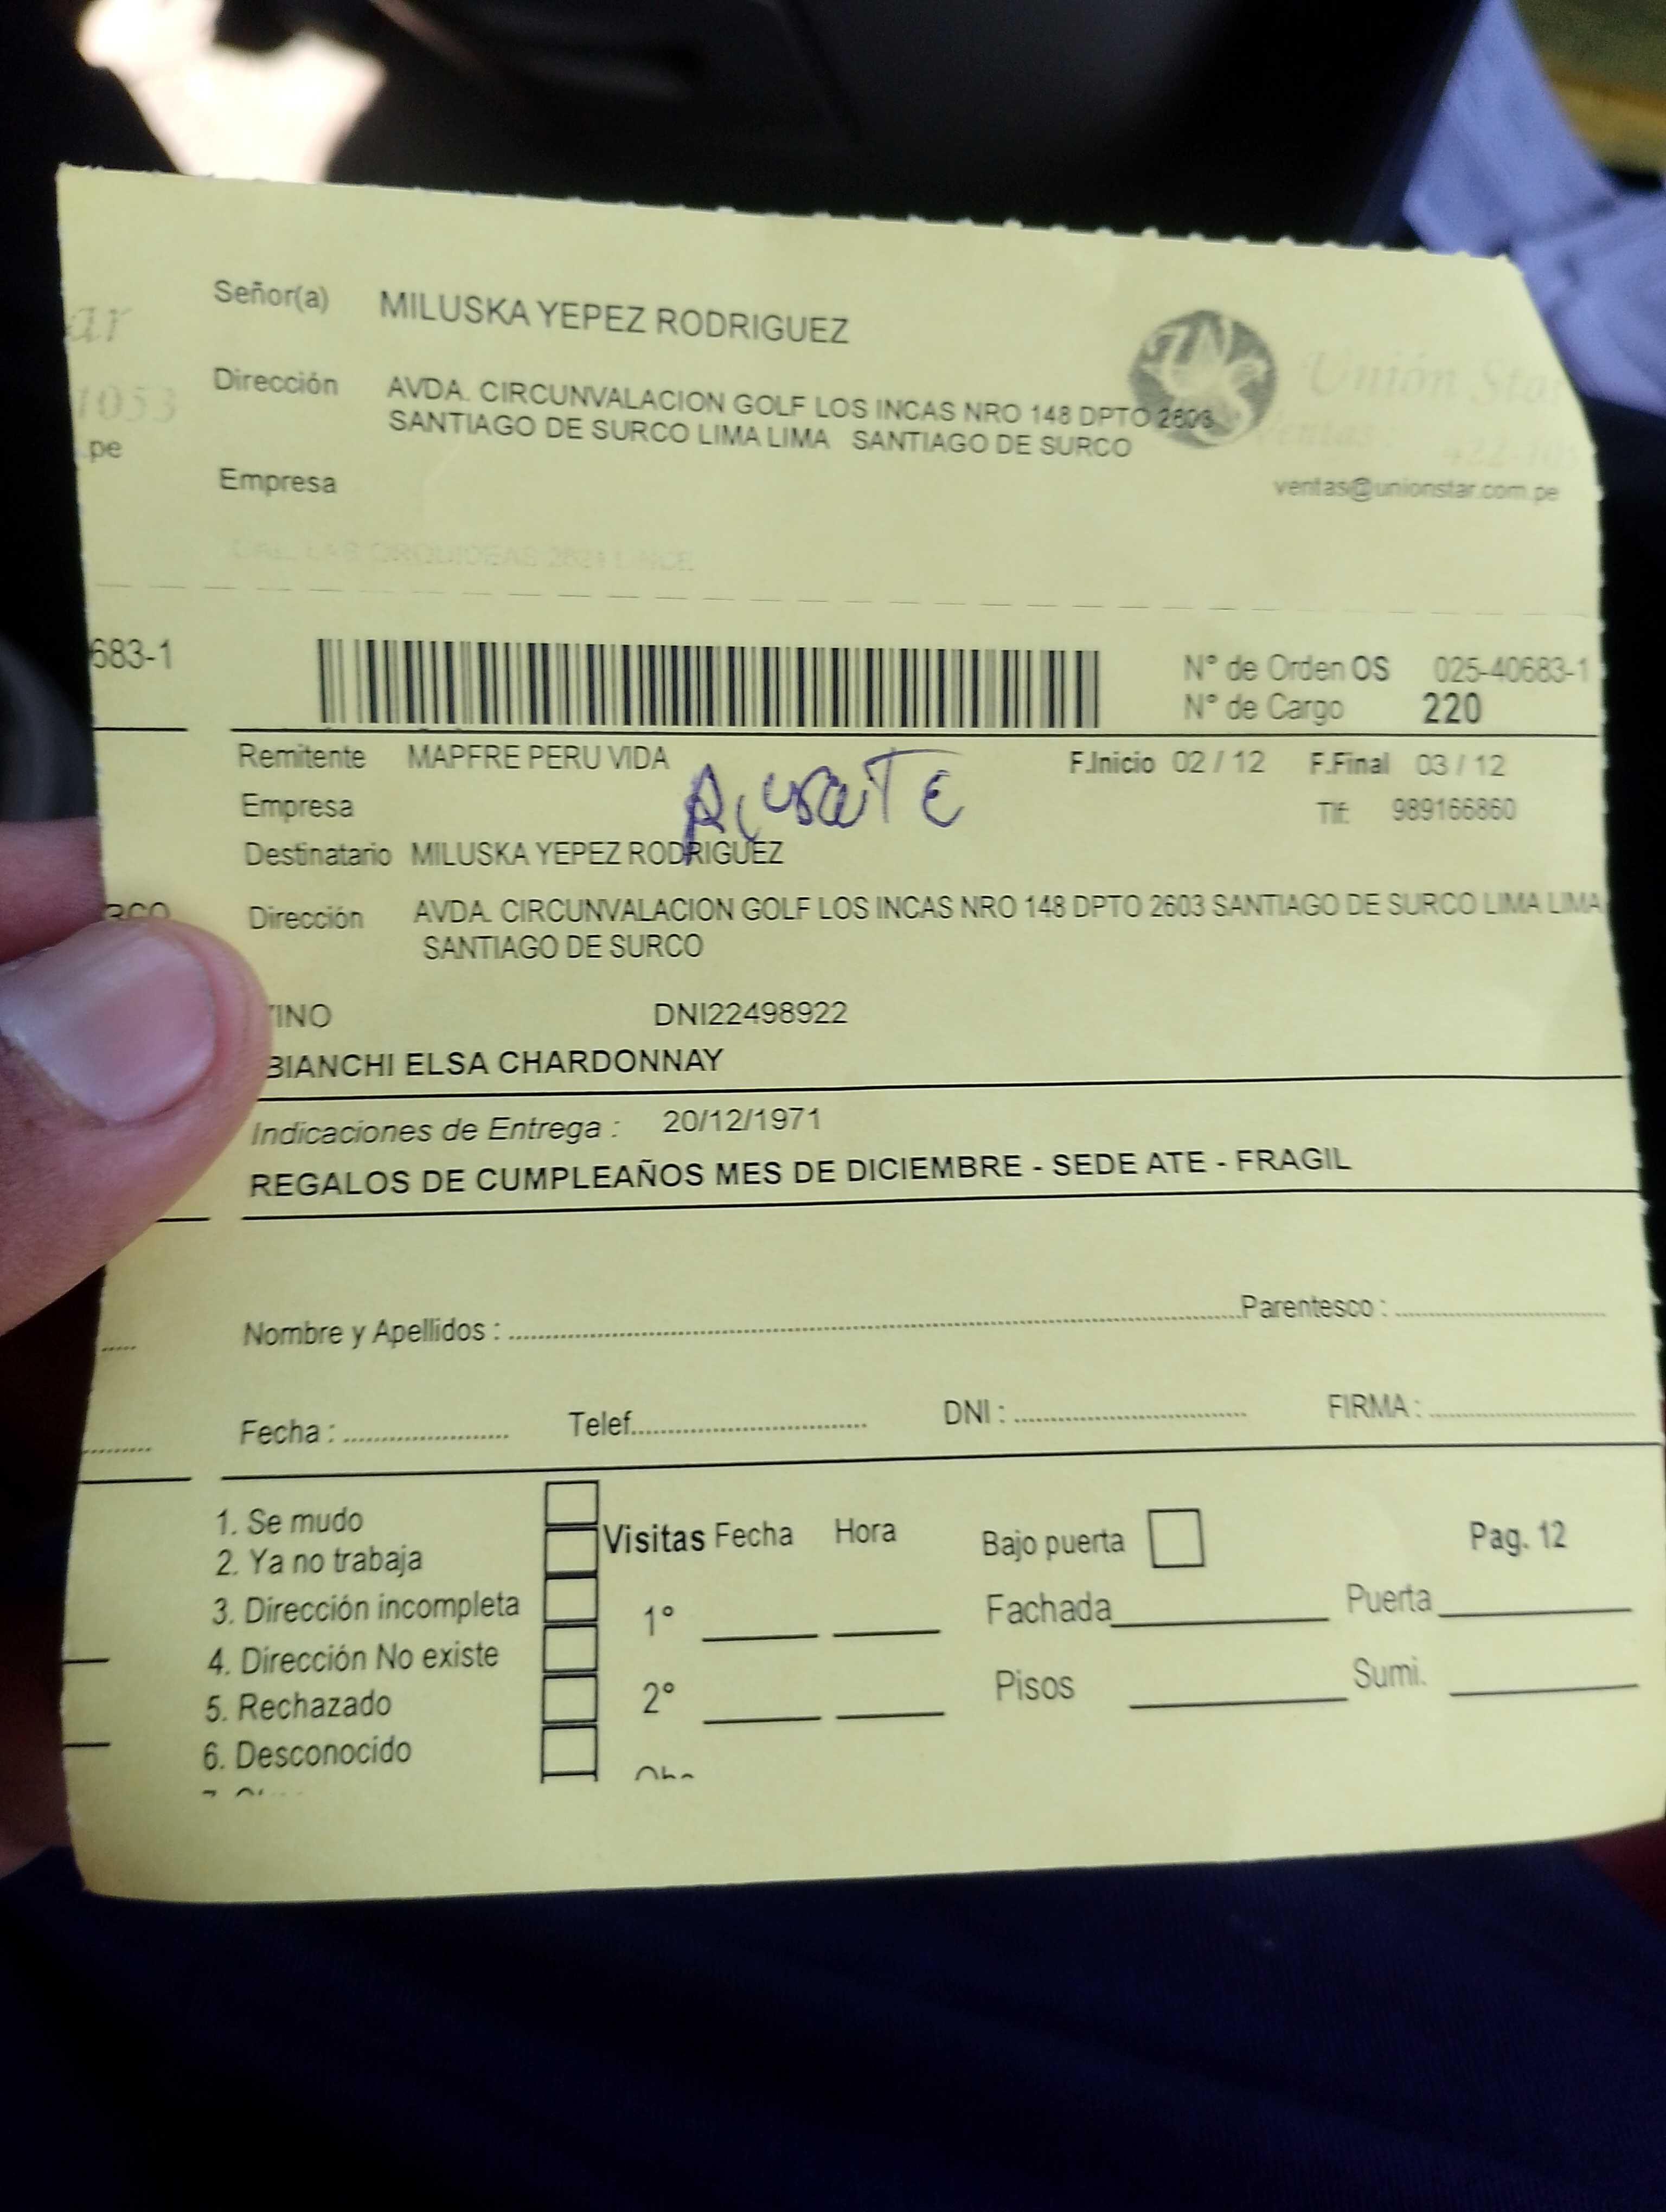 Señor(a) MILUSKA YEPEZ RODRIGUEZ
ar
Dirección AVDA. CIRCUNVALACION GOLF LOS INCAS NRO 148 DPTO 2603
SANTIAGO DE SURCO LIMA LIMA SANTIAGO DE SURCO
Unión Star
1053
.pe
Empresa
ventas@unionstar.com.pe
683-1
N° de Orden OS 025-40683-1
N° de Cargo 220
Remitente MAPFRE PERU VIDA
F.Inicio 02 / 12 F.Final 03 / 12
Empresa
Tlf: 989166860
Destinatario MILUSKA YEPEZ RODRIGUEZ
Dirección AVDA. CIRCUNVALACION GOLF LOS INCAS NRO 148 DPTO 2603 SANTIAGO DE SURCO LIMA LIMA
SANTIAGO DE SURCO
INO DNI22498922
BIANCHI ELSA CHARDONNAY
Indicaciones de Entrega : 20/12/1971
REGALOS DE CUMPLEAÑOS MES DE DICIEMBRE - SEDE ATE - FRAGIL
Nombre y Apellidos : Parentesco :
Fecha : Telef. DNI : FIRMA :
1. Se mudo
2. Ya no trabaja
3. Dirección incompleta
4. Dirección No existe
5. Rechazado
6. Desconocido
Visitas Fecha Hora
1°
2°
Bajo puerta
Pag. 12
Fachada Puerta
Pisos Sumi.